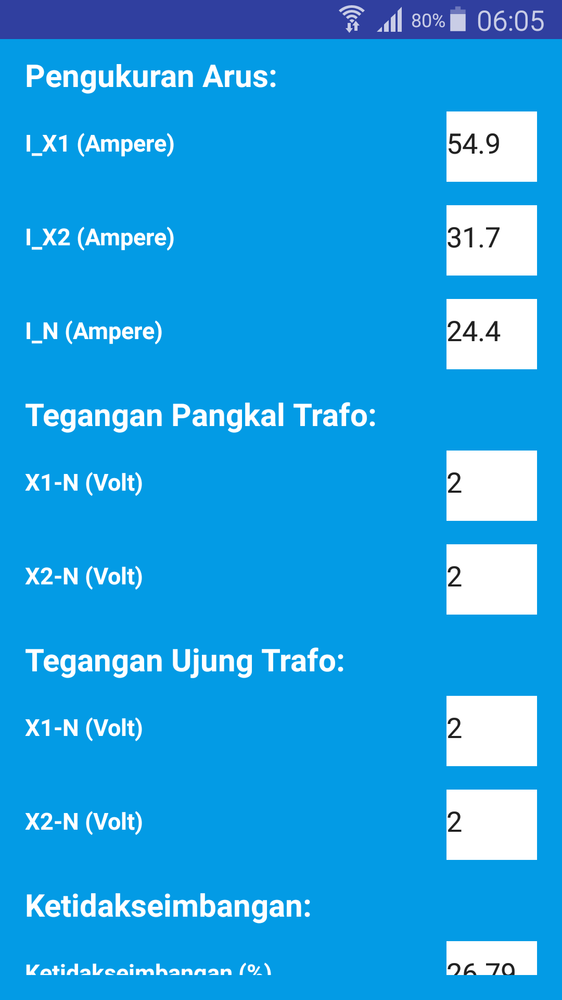 80% 06:05
Pengukuran Arus:
I_X1 (Ampere) 54.9
I_X2 (Ampere) 31.7
I_N (Ampere) 24.4
Tegangan Pangkal Trafo:
X1-N (Volt) 2
X2-N (Volt) 2
Tegangan Ujung Trafo:
X1-N (Volt) 2
X2-N (Volt) 2
Ketidakseimbangan:
Ketidakseimbangan (%) 26.79